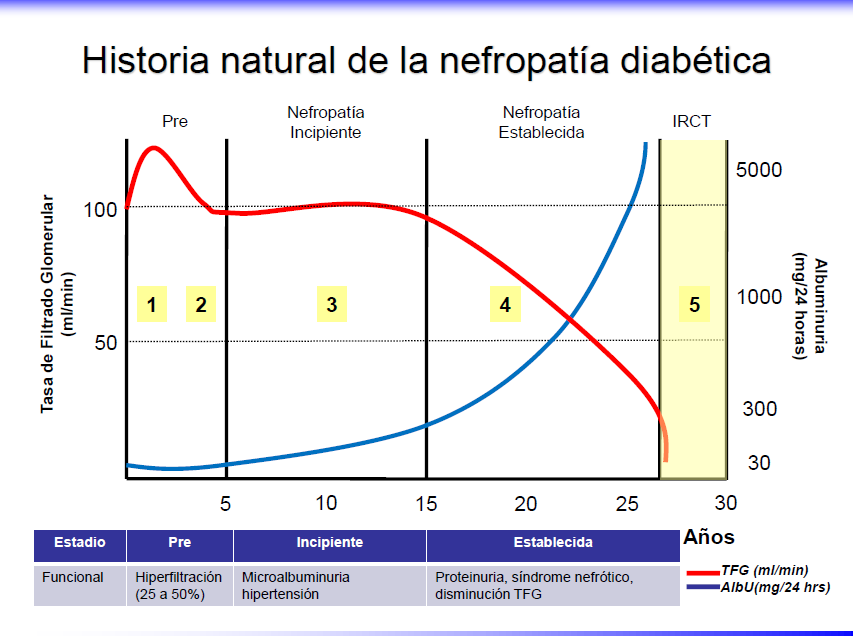 Historia natural de la nefropatía diabética
Pre
Nefropatía
Incipiente
Nefropatía
Establecida
IRCT
Tasa de Filtrado Glomerular
(ml/min)
100
50
1
2
3
4
5
5000
1000
300
30
Albuminuria
(mg/24 horas)
5
10
15
20
25
30
Años
Estadio
Pre
Incipiente
Establecida
Funcional
Hiperfiltración
(25 a 50%)
Microalbuminuria
hipertensión
Proteinuria, síndrome nefrótico,
disminución TFG
TFG (ml/min)
AlbU(mg/24 hrs)